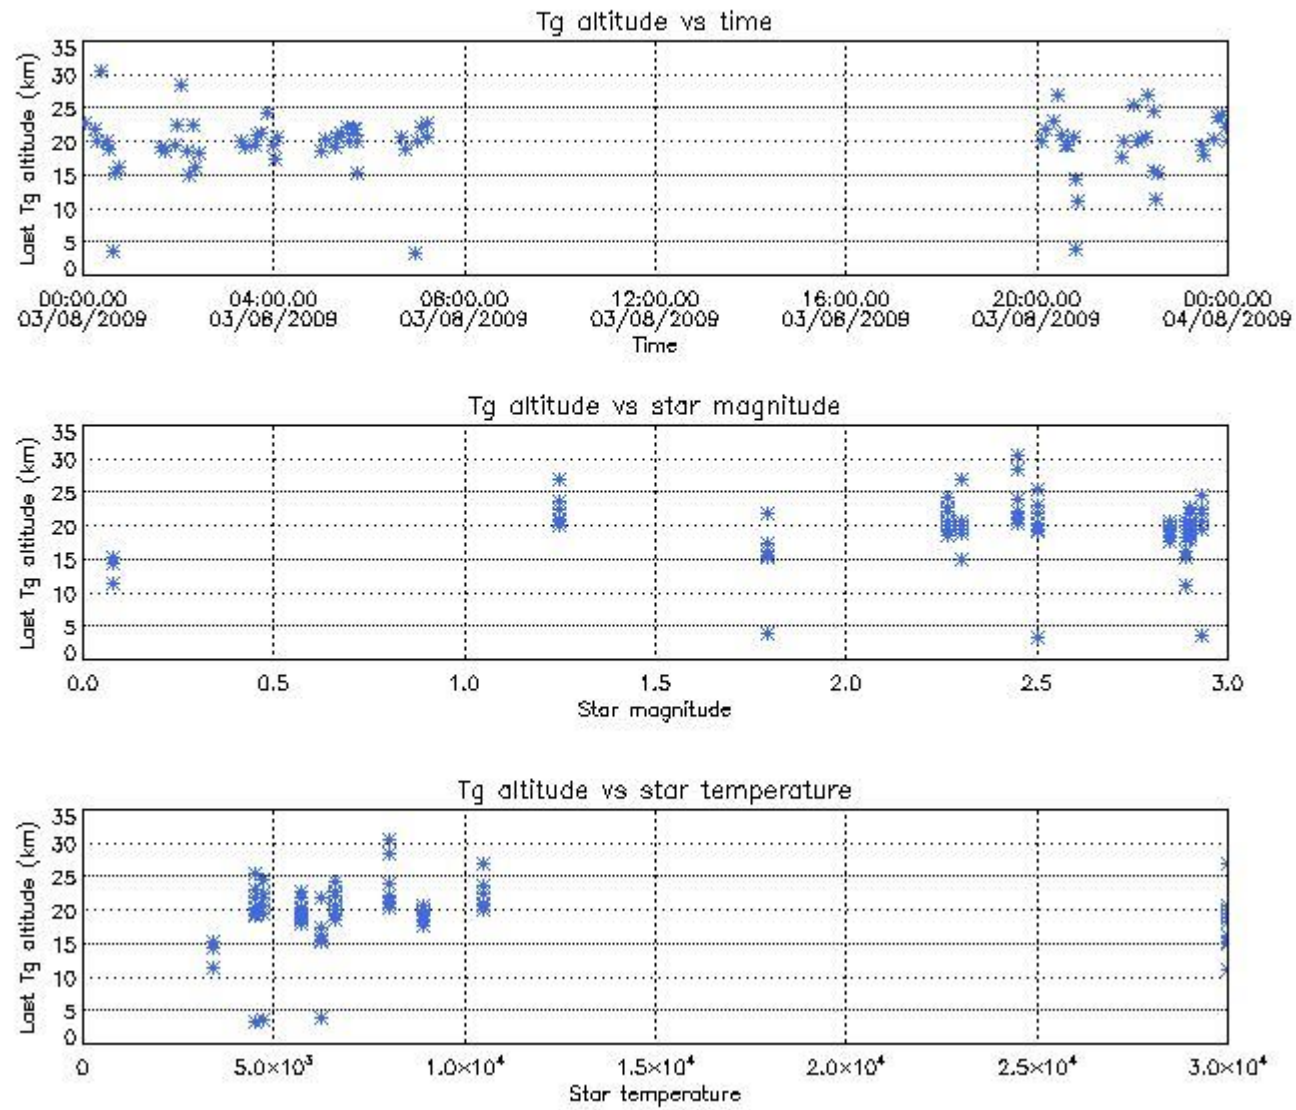 Tg altitude vs time
Last Tg altitude (km)
35
30
25
20
15
10
5
0
00:00.00 04:00.00 08:00.00 12:00.00 16:00.00 20:00.00 00:00.00
03/08/2009 03/08/2009 03/08/2009 03/08/2009 03/08/2009 03/08/2009 04/08/2009
Time
Tg altitude vs star magnitude
Last Tg altitude (km)
35
30
25
20
15
10
5
0
0.0 0.5 1.0 1.5 2.0 2.5 3.0
Star magnitude
Tg altitude vs star temperature
Last Tg altitude (km)
35
30
25
20
15
10
5
0
0 5.0×10³ 1.0×10⁴ 1.5×10⁴ 2.0×10⁴ 2.5×10⁴ 3.0×10⁴
Star temperature